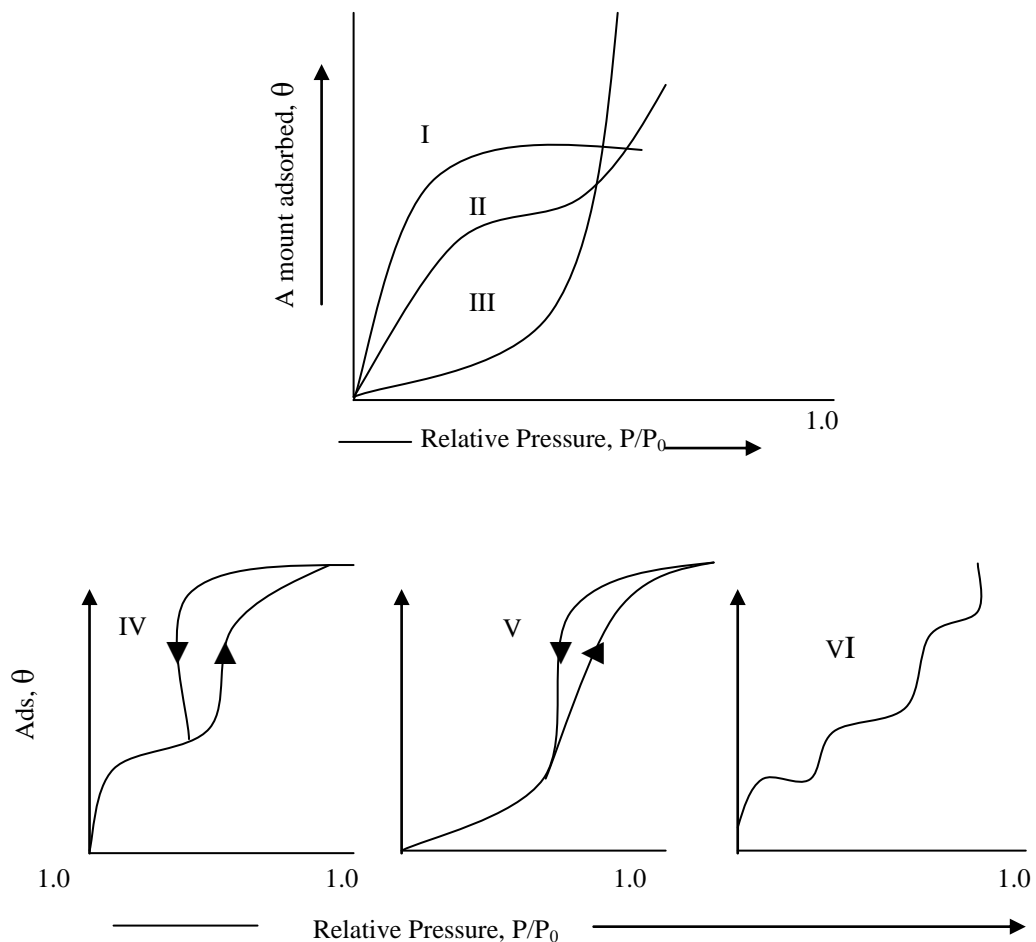 A mount adsorbed, θ
I
II
III
1.0
Relative Pressure, P/P₀
IV
V
vI
Ads, θ
1.0 1.0 1.0 1.0
Relative Pressure, P/P₀